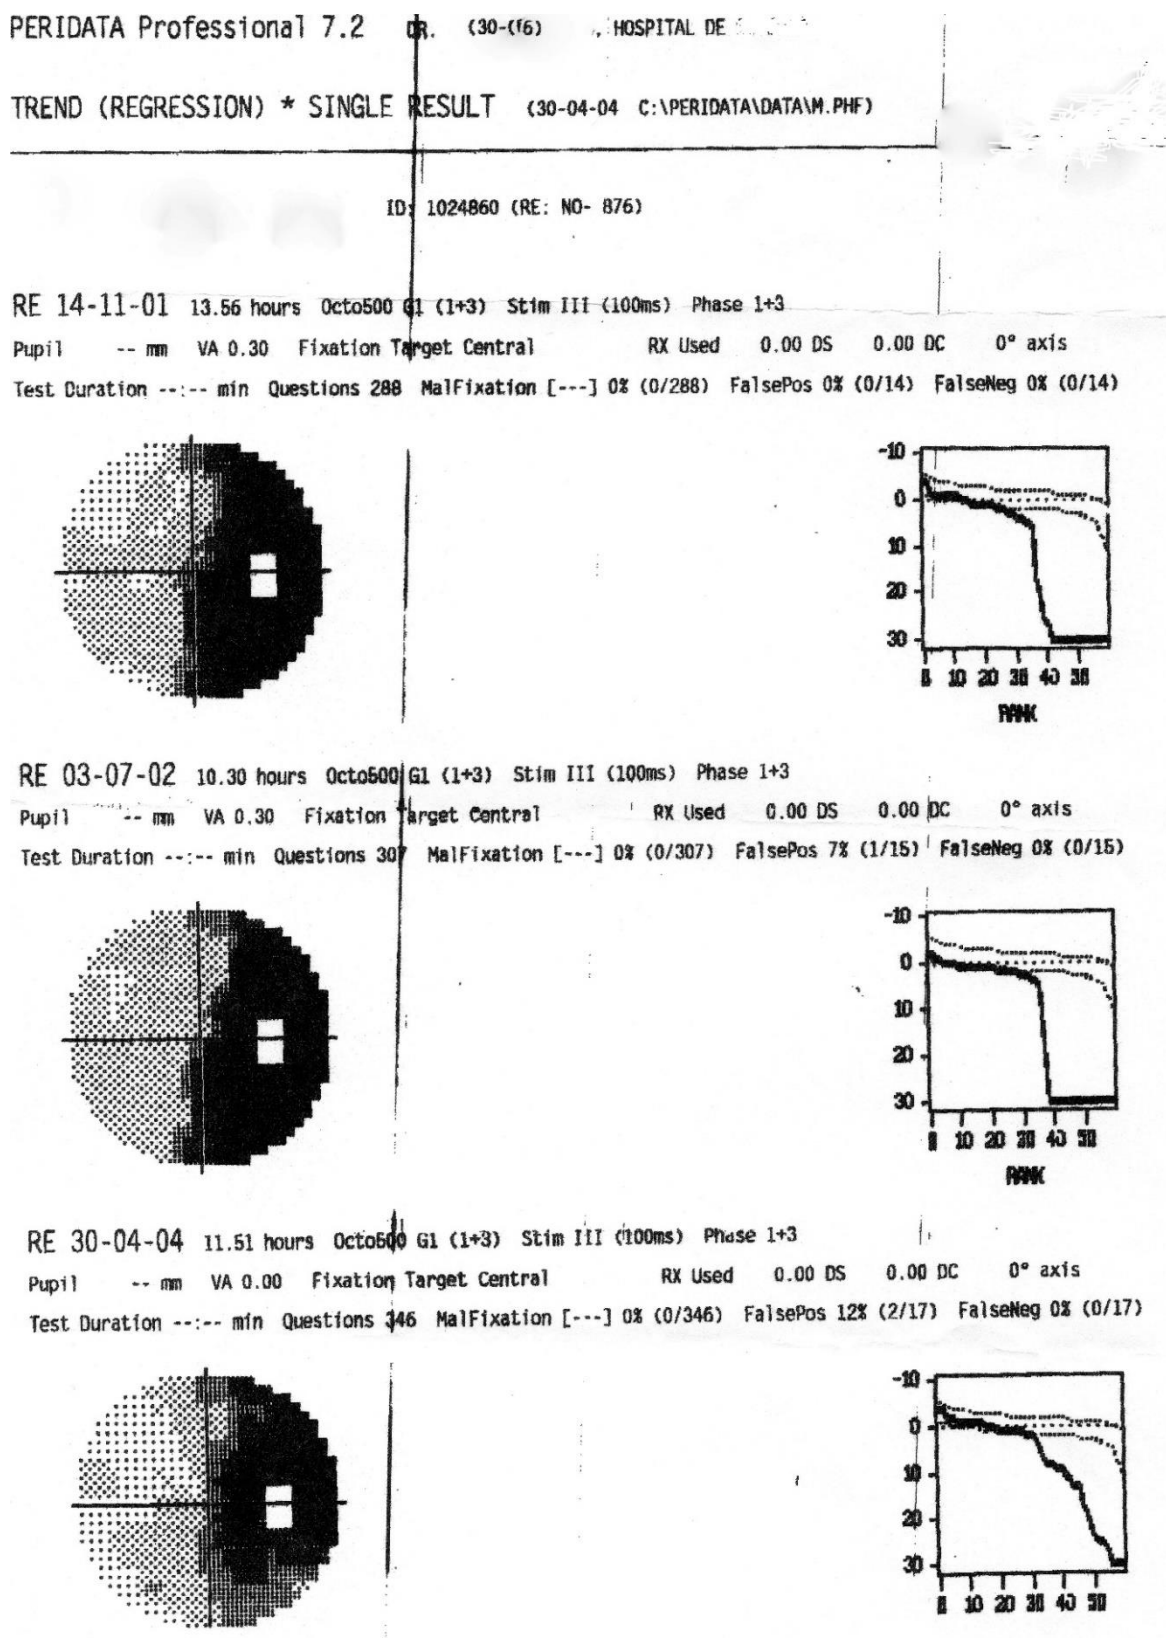 PERIDATA Professional 7.2 DR. (30-(f6) , HOSPITAL DE
TREND (REGRESSION) * SINGLE RESULT (30-04-04 C:\PERIDATA\DATA\M.PHF)
ID: 1024860 (RE: NO- 876)
RE 14-11-01 13.56 hours Octo500 G1 (1+3) Stim III (100ms) Phase 1+3
Pupil -- mm VA 0.30 Fixation Target Central RX Used 0.00 DS 0.00 DC 0° axis
Test Duration --:-- min Questions 288 MalFixation [---] 0% (0/288) FalsePos 0% (0/14) FalseNeg 0% (0/14)
-10
0
10
20
30
0 10 20 30 40 50
RANK
RE 03-07-02 10.30 hours Octo500 G1 (1+3) Stim III (100ms) Phase 1+3
Pupil -- mm VA 0.30 Fixation Target Central RX Used 0.00 DS 0.00 DC 0° axis
Test Duration --:-- min Questions 307 MalFixation [---] 0% (0/307) FalsePos 7% (1/15) FalseNeg 0% (0/15)
-10
0
10
20
30
0 10 20 30 40 50
RANK
RE 30-04-04 11.51 hours Octo500 G1 (1+3) Stim III (100ms) Phase 1+3
Pupil -- mm VA 0.00 Fixation Target Central RX Used 0.00 DS 0.00 DC 0° axis
Test Duration --:-- min Questions 346 MalFixation [---] 0% (0/346) FalsePos 12% (2/17) FalseNeg 0% (0/17)
-10
0
10
20
30
0 10 20 30 40 50